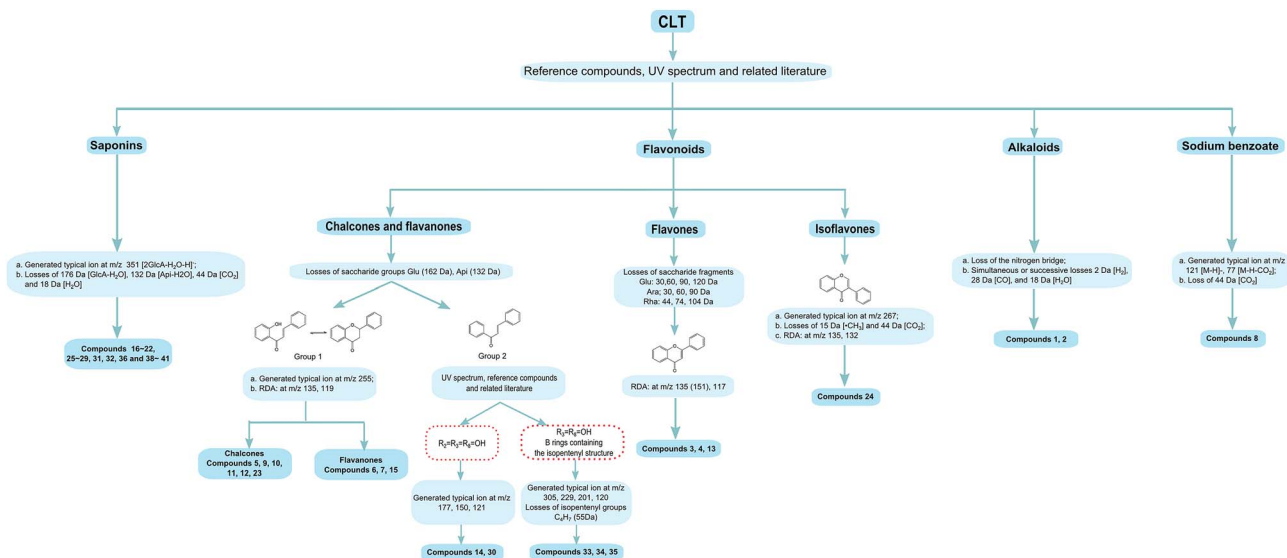 CLT
Reference compounds, UV spectrum and related literature
Saponins
Flavonoids
Alkaloids
Sodium benzoate
Chalcones and flavanones
Flavones
Isoflavones
a. Generated typical ion at m/z 351 [2GlcA-H₂O-H]⁻;
b. Losses of 176 Da [GlcA-H₂O], 132 Da [Api-H2O], 44 Da [CO₂]
and 18 Da [H₂O]
Compounds 16~22,
25~29, 31, 32, 36 and 38~ 41
Losses of saccharide groups Glu (162 Da), Api (132 Da)
OH
O
O
O
Group 1
O
Group 2
a. Generated typical ion at m/z 255;
b. RDA: at m/z 135, 119
Chalcones
Compounds 5, 9, 10,
11, 12, 23
Flavanones
Compounds 6, 7, 15
UV spectrum, reference compounds
and related literature
R₂=R₃=R₆=OH
Generated typical ion at m/z
177, 150, 121
Compounds 14, 30
R₃=R₆=OH
B rings containing
the isopentenyl structure
Generated typical ion at m/z
305, 229, 201, 120
Losses of isopentenyl groups
C₄H₇ (55Da)
Compounds 33, 34, 35
Losses of saccharide fragments
Glu: 30,60, 90, 120 Da
Ara; 30, 60, 90 Da
Rha: 44, 74, 104 Da
O
O
RDA: at m/z 135 (151), 117
Compounds 3, 4, 13
O
O
a. Generated typical ion at m/z 267;
b. Losses of 15 Da [•CH₃] and 44 Da [CO₂];
c. RDA: at m/z 135, 132
Compounds 24
a. Loss of the nitrogen bridge;
b. Simultaneous or successive losses 2 Da [H₂],
28 Da [CO], and 18 Da [H₂O]
Compounds 1, 2
a. Generated typical ion at m/z
121 [M-H]-, 77 [M-H-CO₂];
b. Loss of 44 Da [CO₂]
Compounds 8